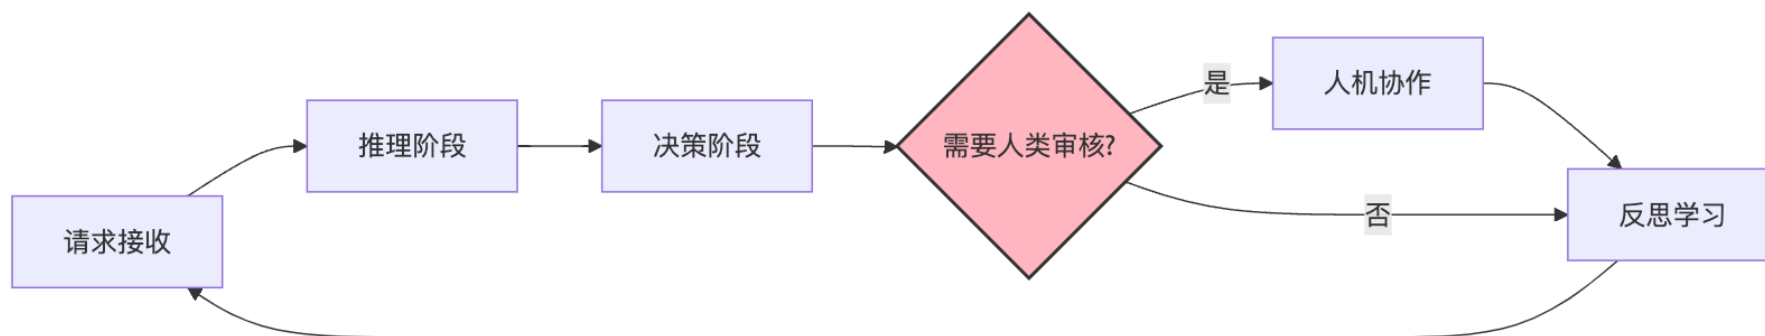 请求接收
推理阶段
决策阶段
需要人类审核?
是
人机协作
否
反思学习